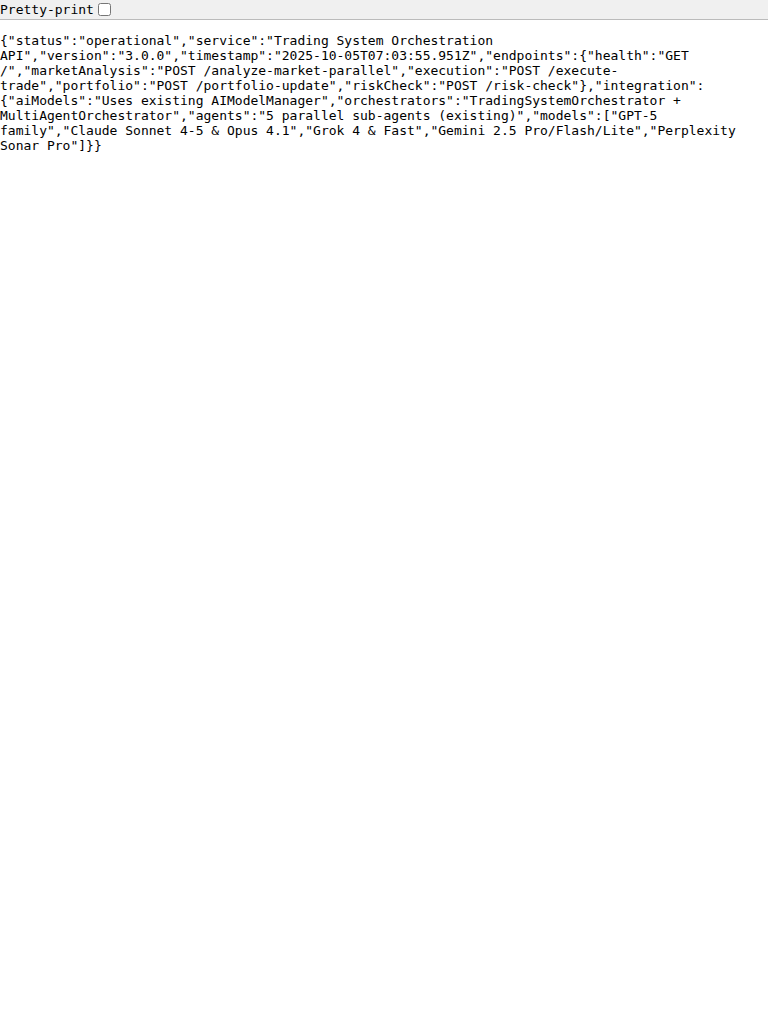 Pretty-print
{"status":"operational","service":"Trading System Orchestration
API","version":"3.0.0","timestamp":"2025-10-05T07:03:55.951Z","endpoints":{"health":"GET
/","marketAnalysis":"POST /analyze-market-parallel","execution":"POST /execute-
trade","portfolio":"POST /portfolio-update","riskCheck":"POST /risk-check"},"integration":
{"aiModels":"Uses existing AIModelManager","orchestrators":"TradingSystemOrchestrator +
MultiAgentOrchestrator","agents":"5 parallel sub-agents (existing)","models":["GPT-5
family","Claude Sonnet 4-5 & Opus 4.1","Grok 4 & Fast","Gemini 2.5 Pro/Flash/Lite","Perplexity
Sonar Pro"]}}